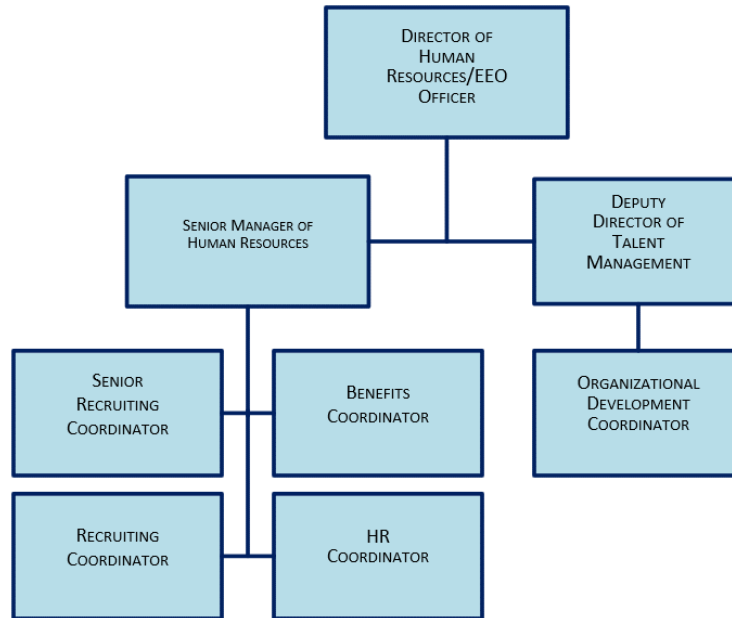 Director of
Human
Resources/EEO
Officer
Senior Manager of
Human Resources
Deputy
Director of
Talent
Management
Senior
Recruiting
Coordinator
Benefits
Coordinator
Organizational
Development
Coordinator
Recruiting
Coordinator
HR
Coordinator